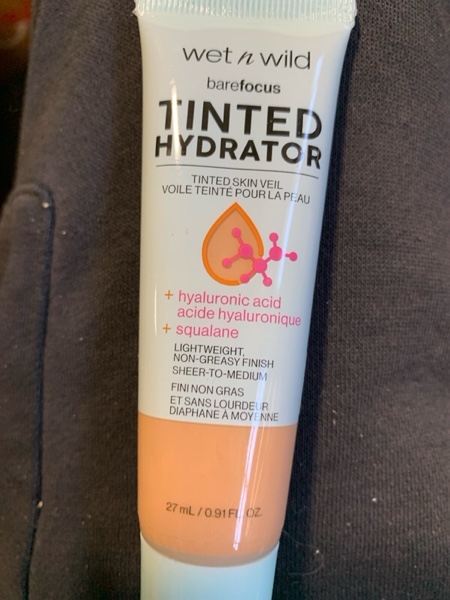 wet n wild
barefocus
TINTED
HYDRATOR
TINTED SKIN VEIL
VOILE TEINTÉ POUR LA PEAU
+ hyaluronic acid
acide hyaluronique
+ squalane
LIGHTWEIGHT,
NON-GREASY FINISH
SHEER-TO-MEDIUM
FINI NON GRAS
ET SANS LOURDEUR
DIAPHANE À MOYENNE
27 mL / 0.91 FL. OZ.